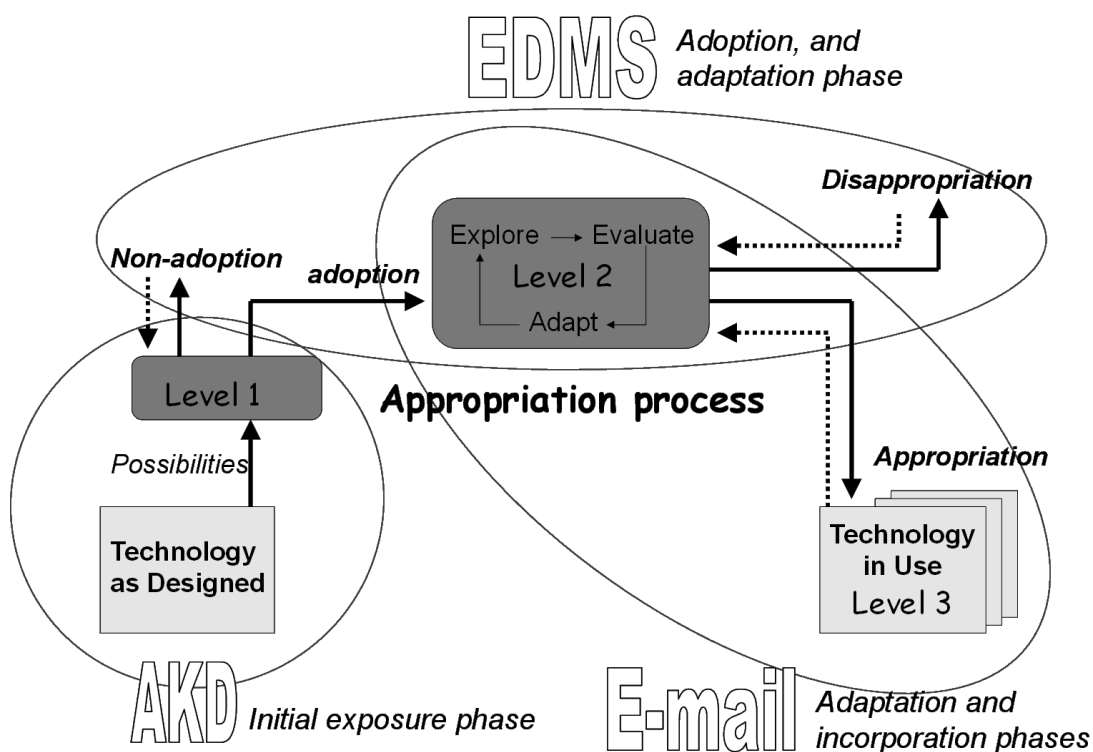 EDMS
Adoption, and
adaptation phase
Disappropriation
Explore
Evaluate
Level 2
Adapt
Non-adoption
adoption
Level 1
Appropriation process
Possibilities
Appropriation
Technology
as Designed
Technology
in Use
Level 3
AKD
Initial exposure phase
E-mail
Adaptation and
incorporation phases